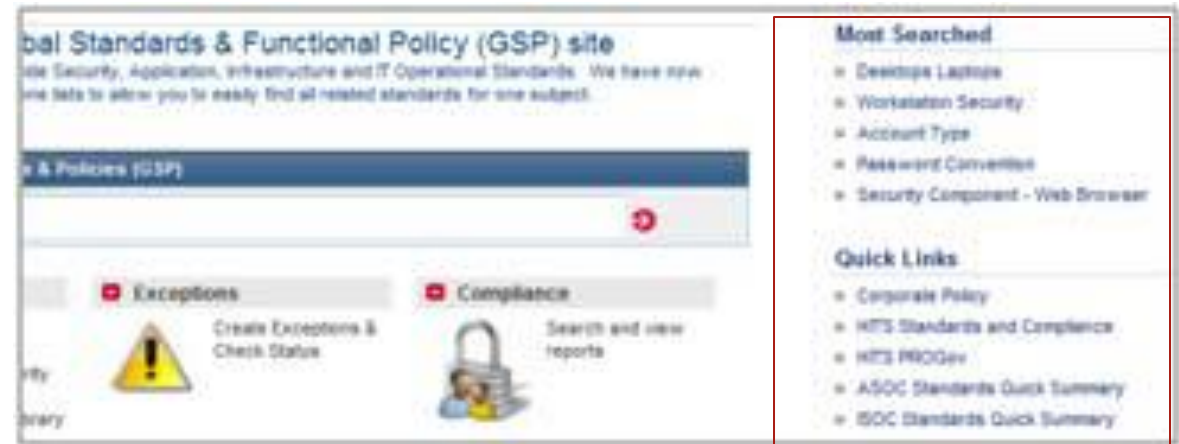 bal Standards & Functional Policy (GSP) site
de Security, Application, Infrastructure and IT Operational Standards. We have now
lists to allow you to easily find all related standards for one subject.
& Policies (GSP)
Exceptions
Create Exceptions &
Check Status
Compliance
Search and view
reports
rity
brary
Most Searched
Desktops Laptops
Workstation Security
Account Type
Password Convention
Security Component - Web Browser
Quick Links
Corporate Policy
HITS Standards and Compliance
HITS PROGov
ASOC Standards Quick Summary
ISOC Standards Quick Summary